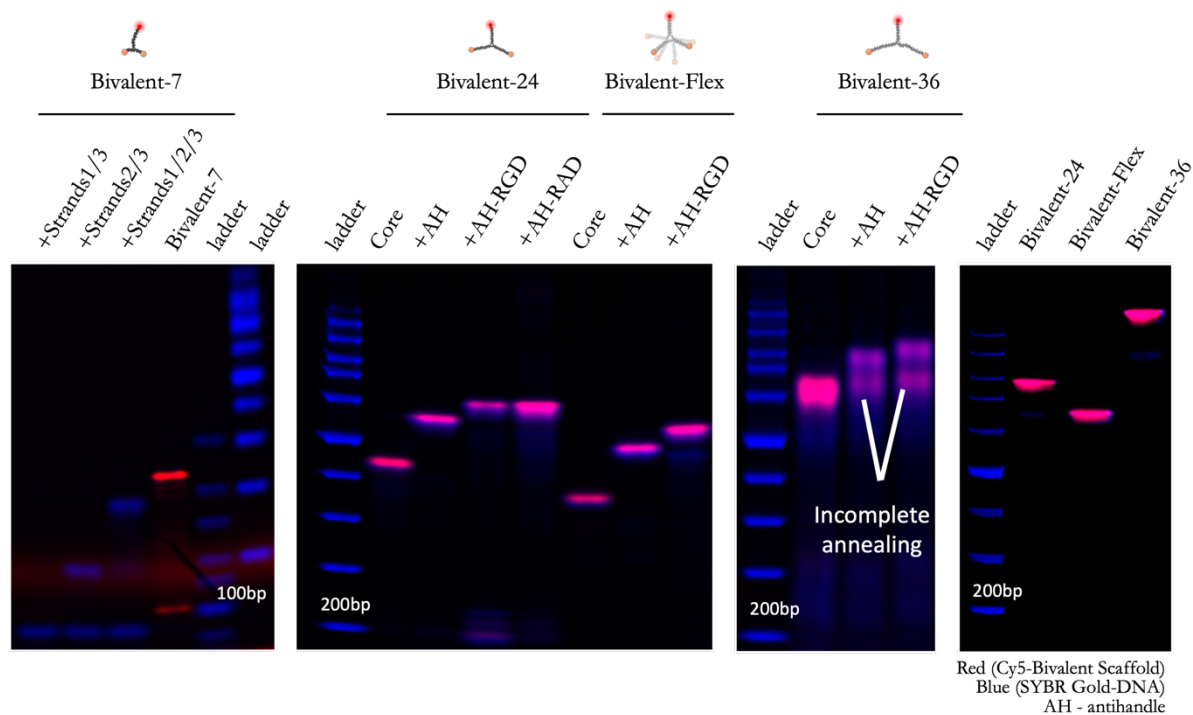 Bivalent-7
Bivalent-24
Bivalent-Flex
Bivalent-36
+Strands1/3
+Strands2/3
+Strands1/2/3
Bivalent-7
ladder
ladder
ladder
Core
+AH
+AH-RGD
+AH-RAD
Core
+AH
+AH-RGD
ladder
Core
+AH
+AH-RGD
ladder
Bivalent-24
Bivalent-Flex
Bivalent-36
100bp
200bp
Incomplete
annealing
200bp
200bp
Red (Cy5-Bivalent Scaffold)
Blue (SYBR Gold-DNA)
AH - antihandle